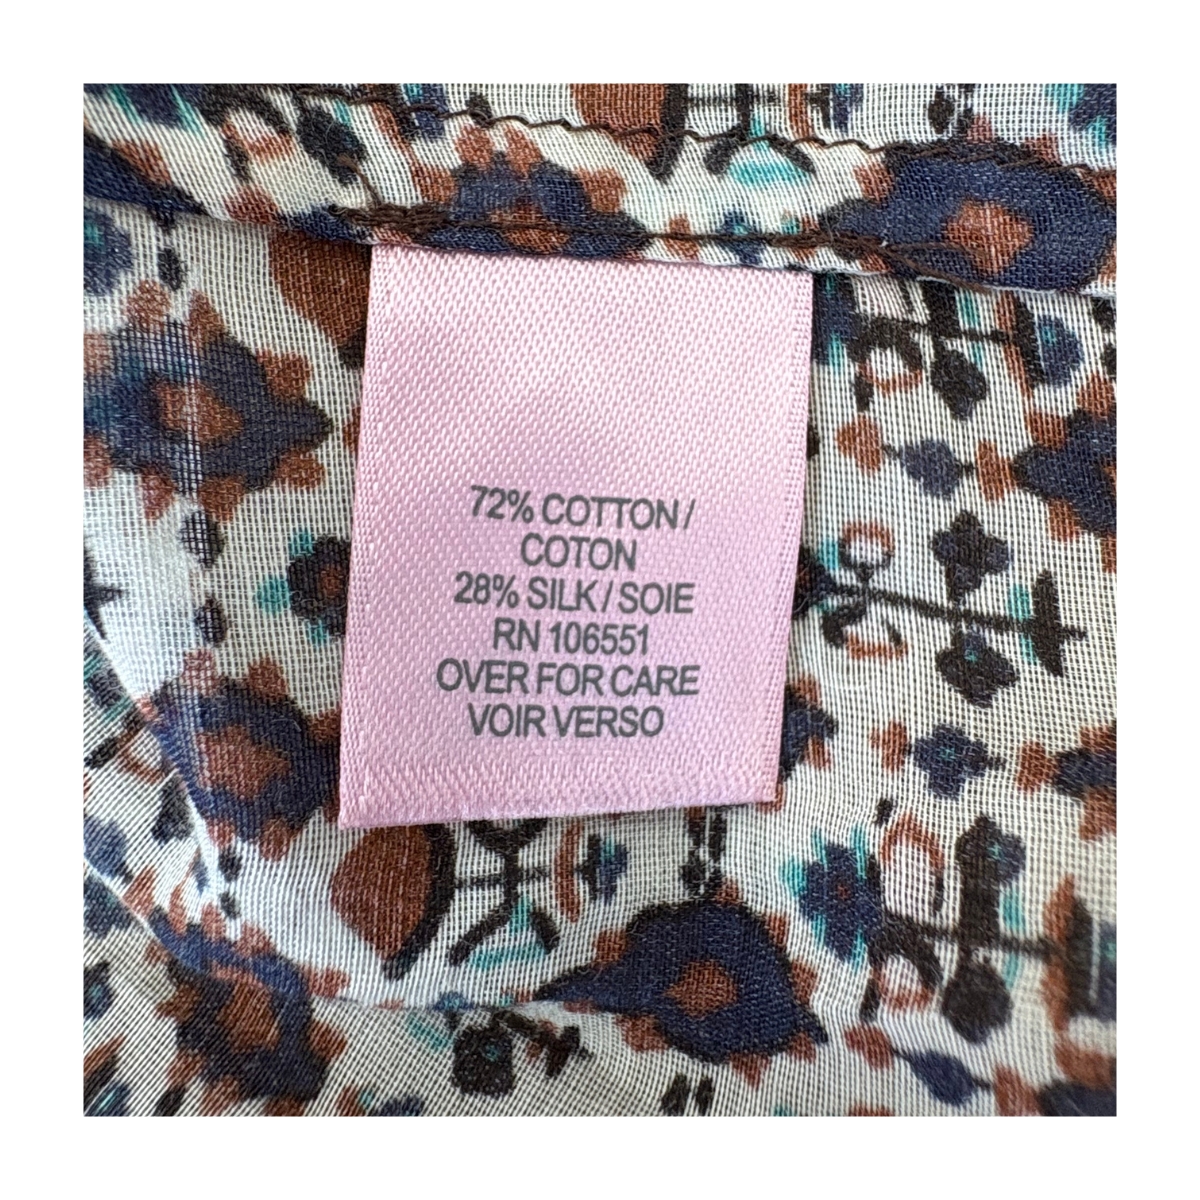 72% COTTON /
COTON
28% SILK / SOIE
RN 106551
OVER FOR CARE
VOIR VERSO